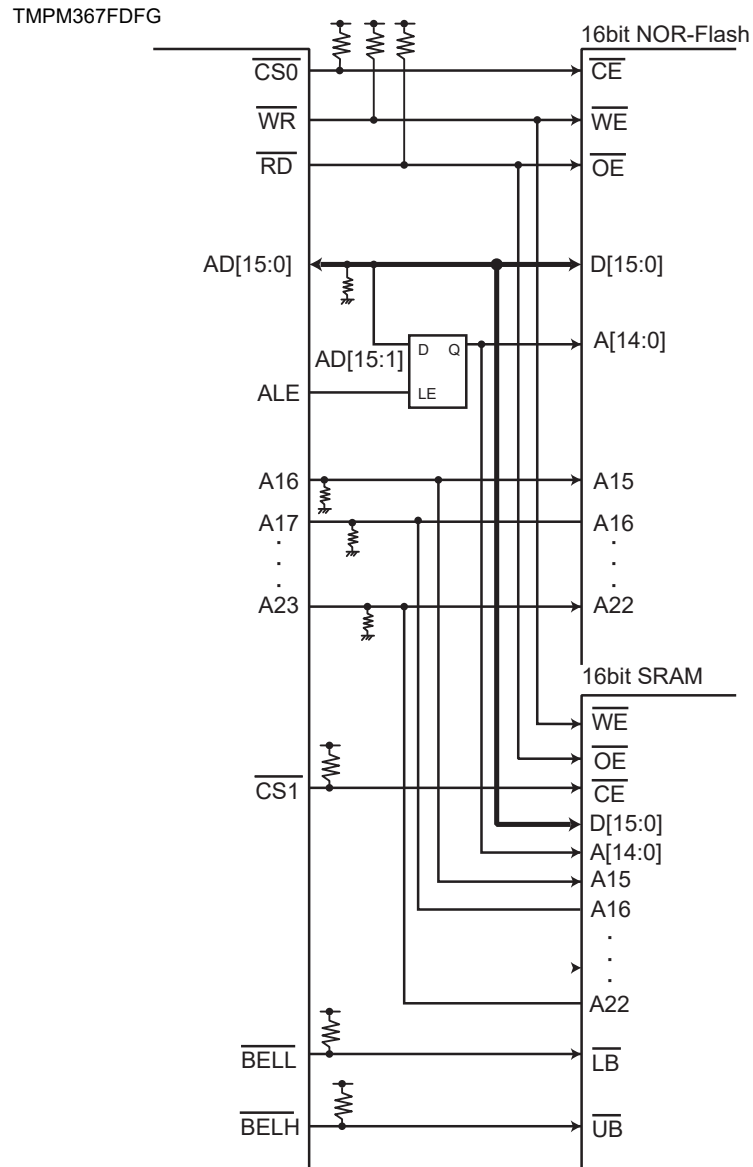 TMPM367FDFG
16bit NOR-Flash
CS0 CE
WR WE
RD OE
AD[15:0] D[15:0]
D Q A[14:0]
AD[15:1]
ALE LE
A16 A15
A17 A16
. .
. .
. .
A23 A22
16bit SRAM
WE
OE
CS1 CE
D[15:0]
A[14:0]
A15
A16
.
.
.
A22
BELL LB
BELH UB